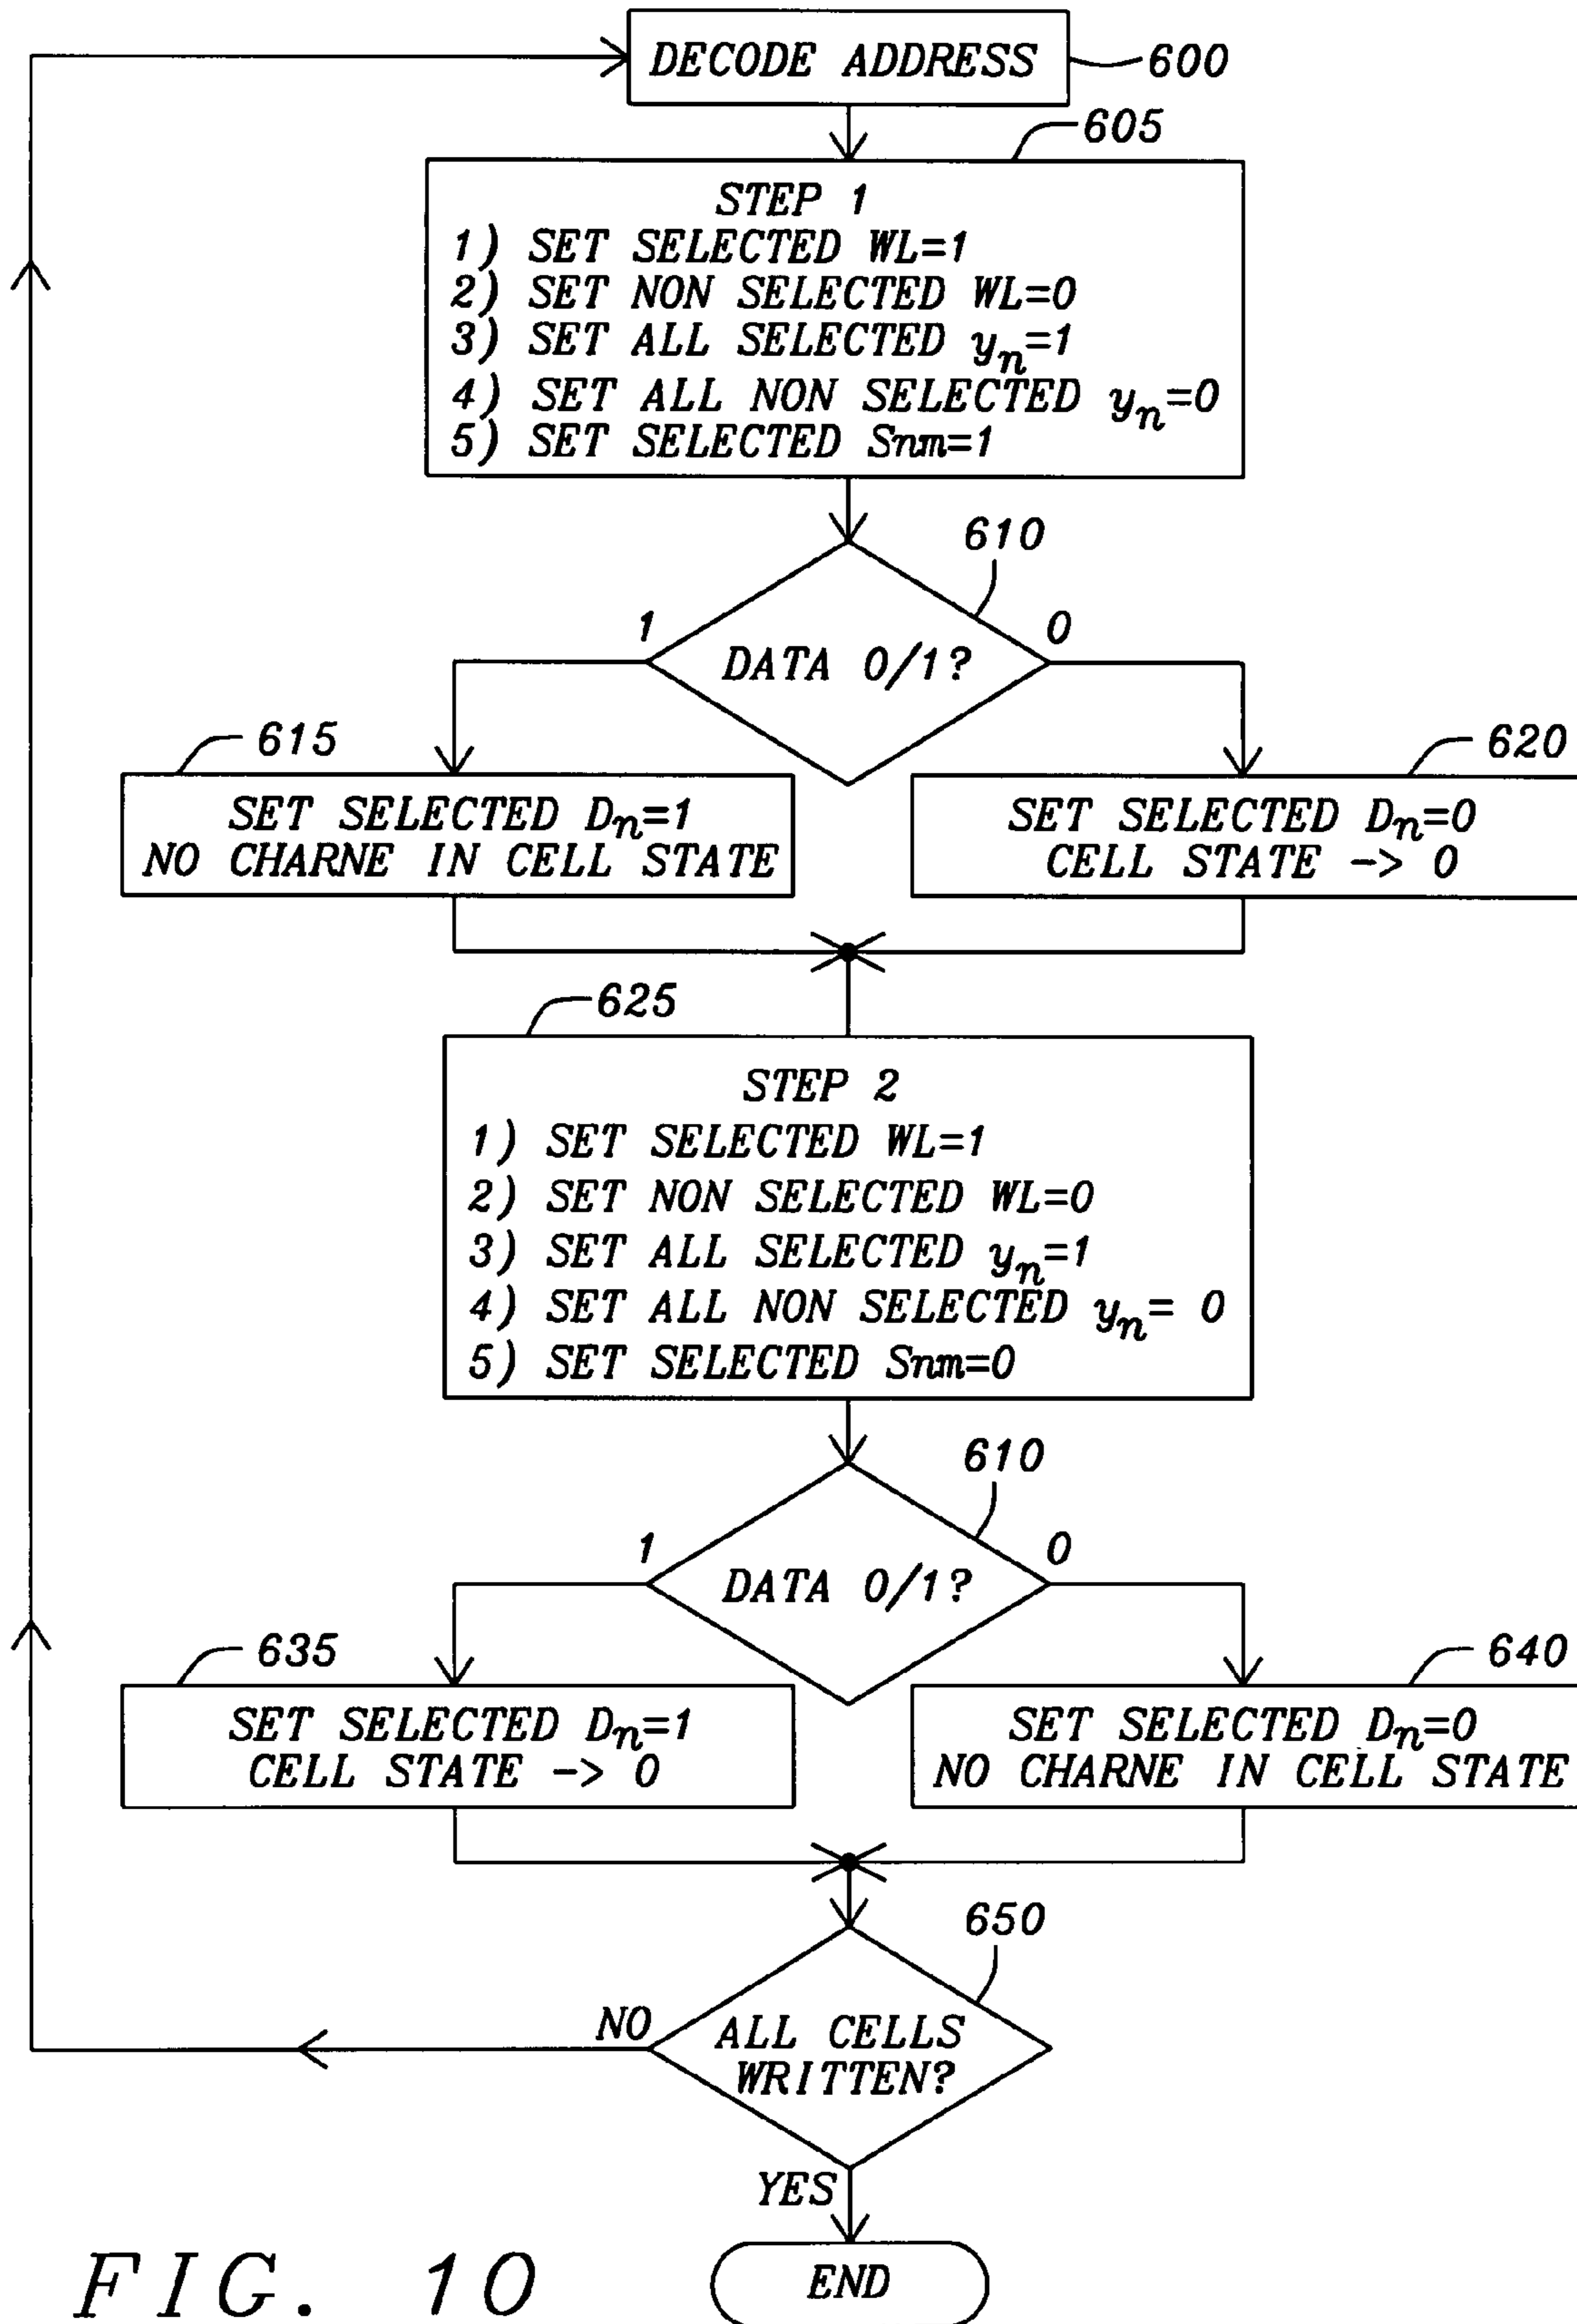 DECODE ADDRESS
600
605
STEP 1
1) SET SELECTED WL=1
2) SET NON SELECTED WL=0
3) SET ALL SELECTED yn=1
4) SET ALL NON SELECTED yn=0
5) SET SELECTED Snm=1
610
1
0
DATA 0/1?
615
620
SET SELECTED Dn=1
NO CHARNE IN CELL STATE
SET SELECTED Dn=0
CELL STATE -> 0
625
STEP 2
1) SET SELECTED WL=1
2) SET NON SELECTED WL=0
3) SET ALL SELECTED yn=1
4) SET ALL NON SELECTED yn= 0
5) SET SELECTED Snm=0
610
1
0
DATA 0/1?
635
640
SET SELECTED Dn=1
CELL STATE -> 0
SET SELECTED Dn=0
NO CHARNE IN CELL STATE
650
NO
ALL CELLS
WRITTEN?
YES
END
FIG. 10